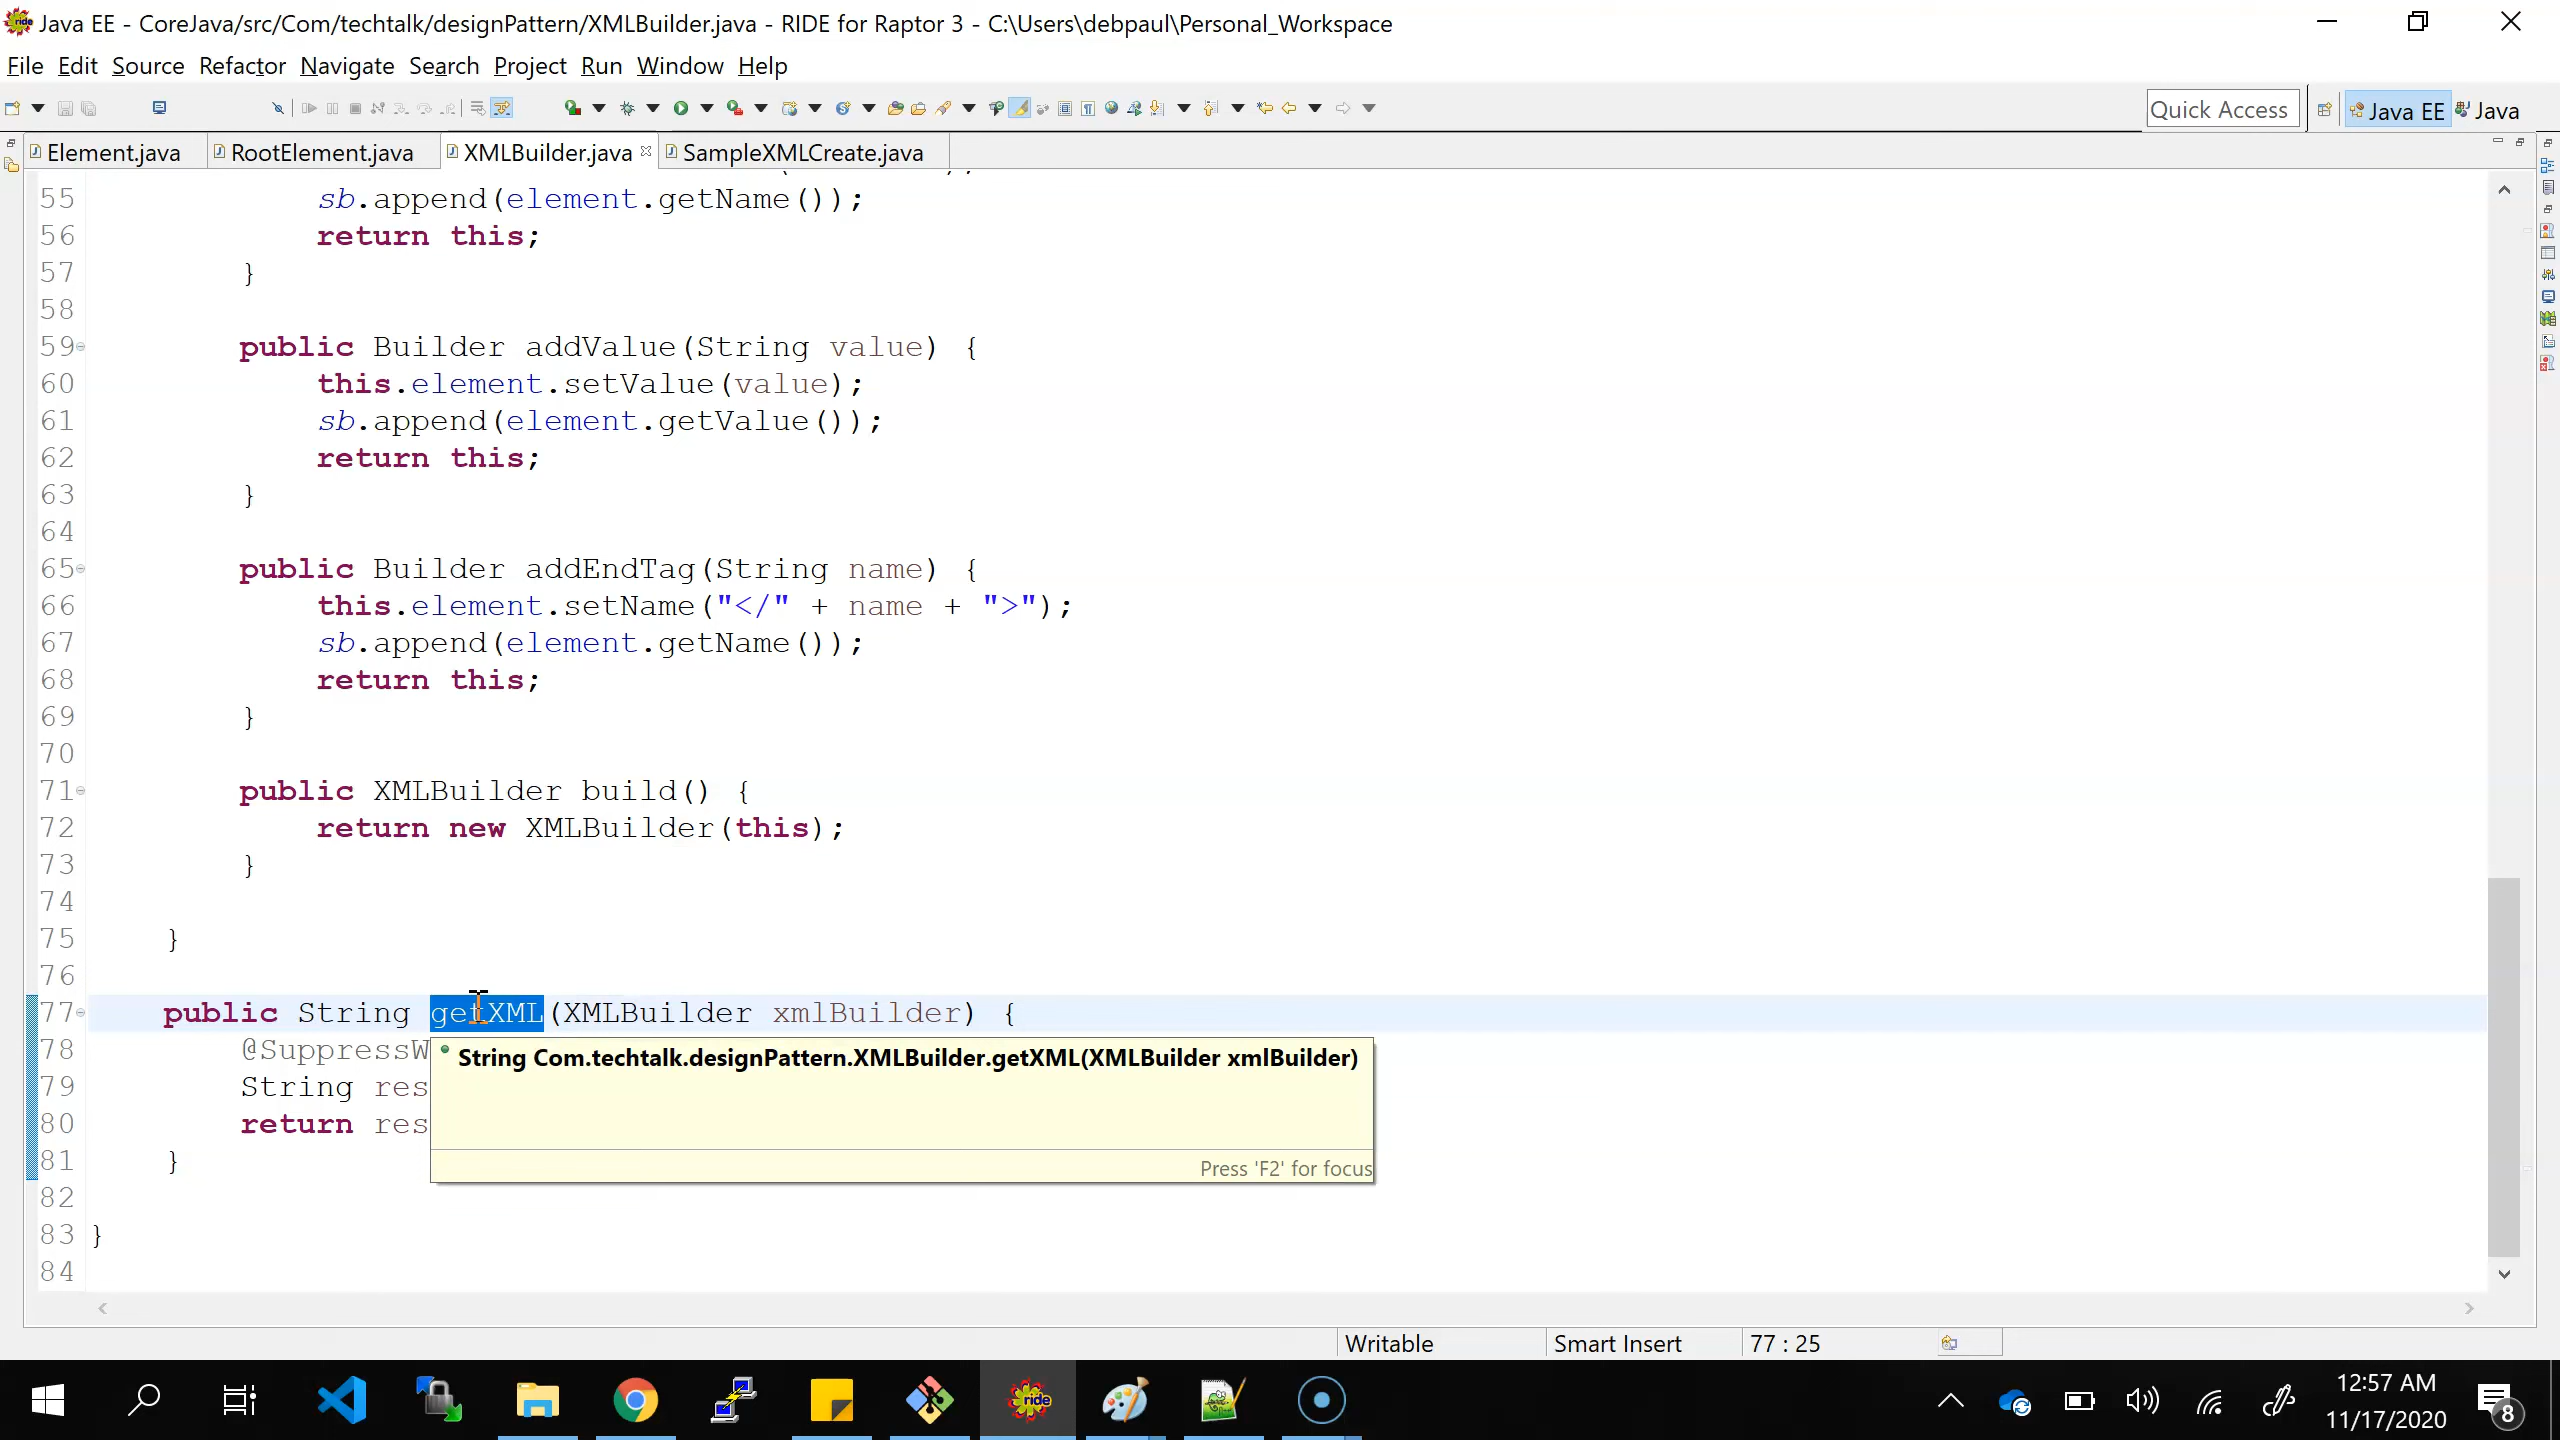 Java EE - CoreJava/src/Com/techtalk/designPattern/XMLBuilder.java - RIDE for Raptor 3 - C:\Users\debpaul\Personal_Workspace
File Edit Source Refactor Navigate Search Project Run Window Help
Quick Access Java EE Java
Element.java RootElement.java XMLBuilder.java SampleXMLCreate.java
55 sb.append(element.getName());
56 return this;
57 }
58
59 public Builder addValue(String value) {
60 this.element.setValue(value);
61 sb.append(element.getValue());
62 return this;
63 }
64
65 public Builder addEndTag(String name) {
66 this.element.setName("</" + name + ">");
67 sb.append(element.getName());
68 return this;
69 }
70
71 public XMLBuilder build() {
72 return new XMLBuilder(this);
73 }
74
75 }
76
77 public String getXML(XMLBuilder xmlBuilder) {
78 @SuppressW
String Com.techtalk.designPattern.XMLBuilder.getXML(XMLBuilder xmlBuilder)
79 String res
80 return res
Press 'F2' for focus
81 }
82
83 }
84
Writable Smart Insert 77 : 25
ride
12:57 AM
11/17/2020
8